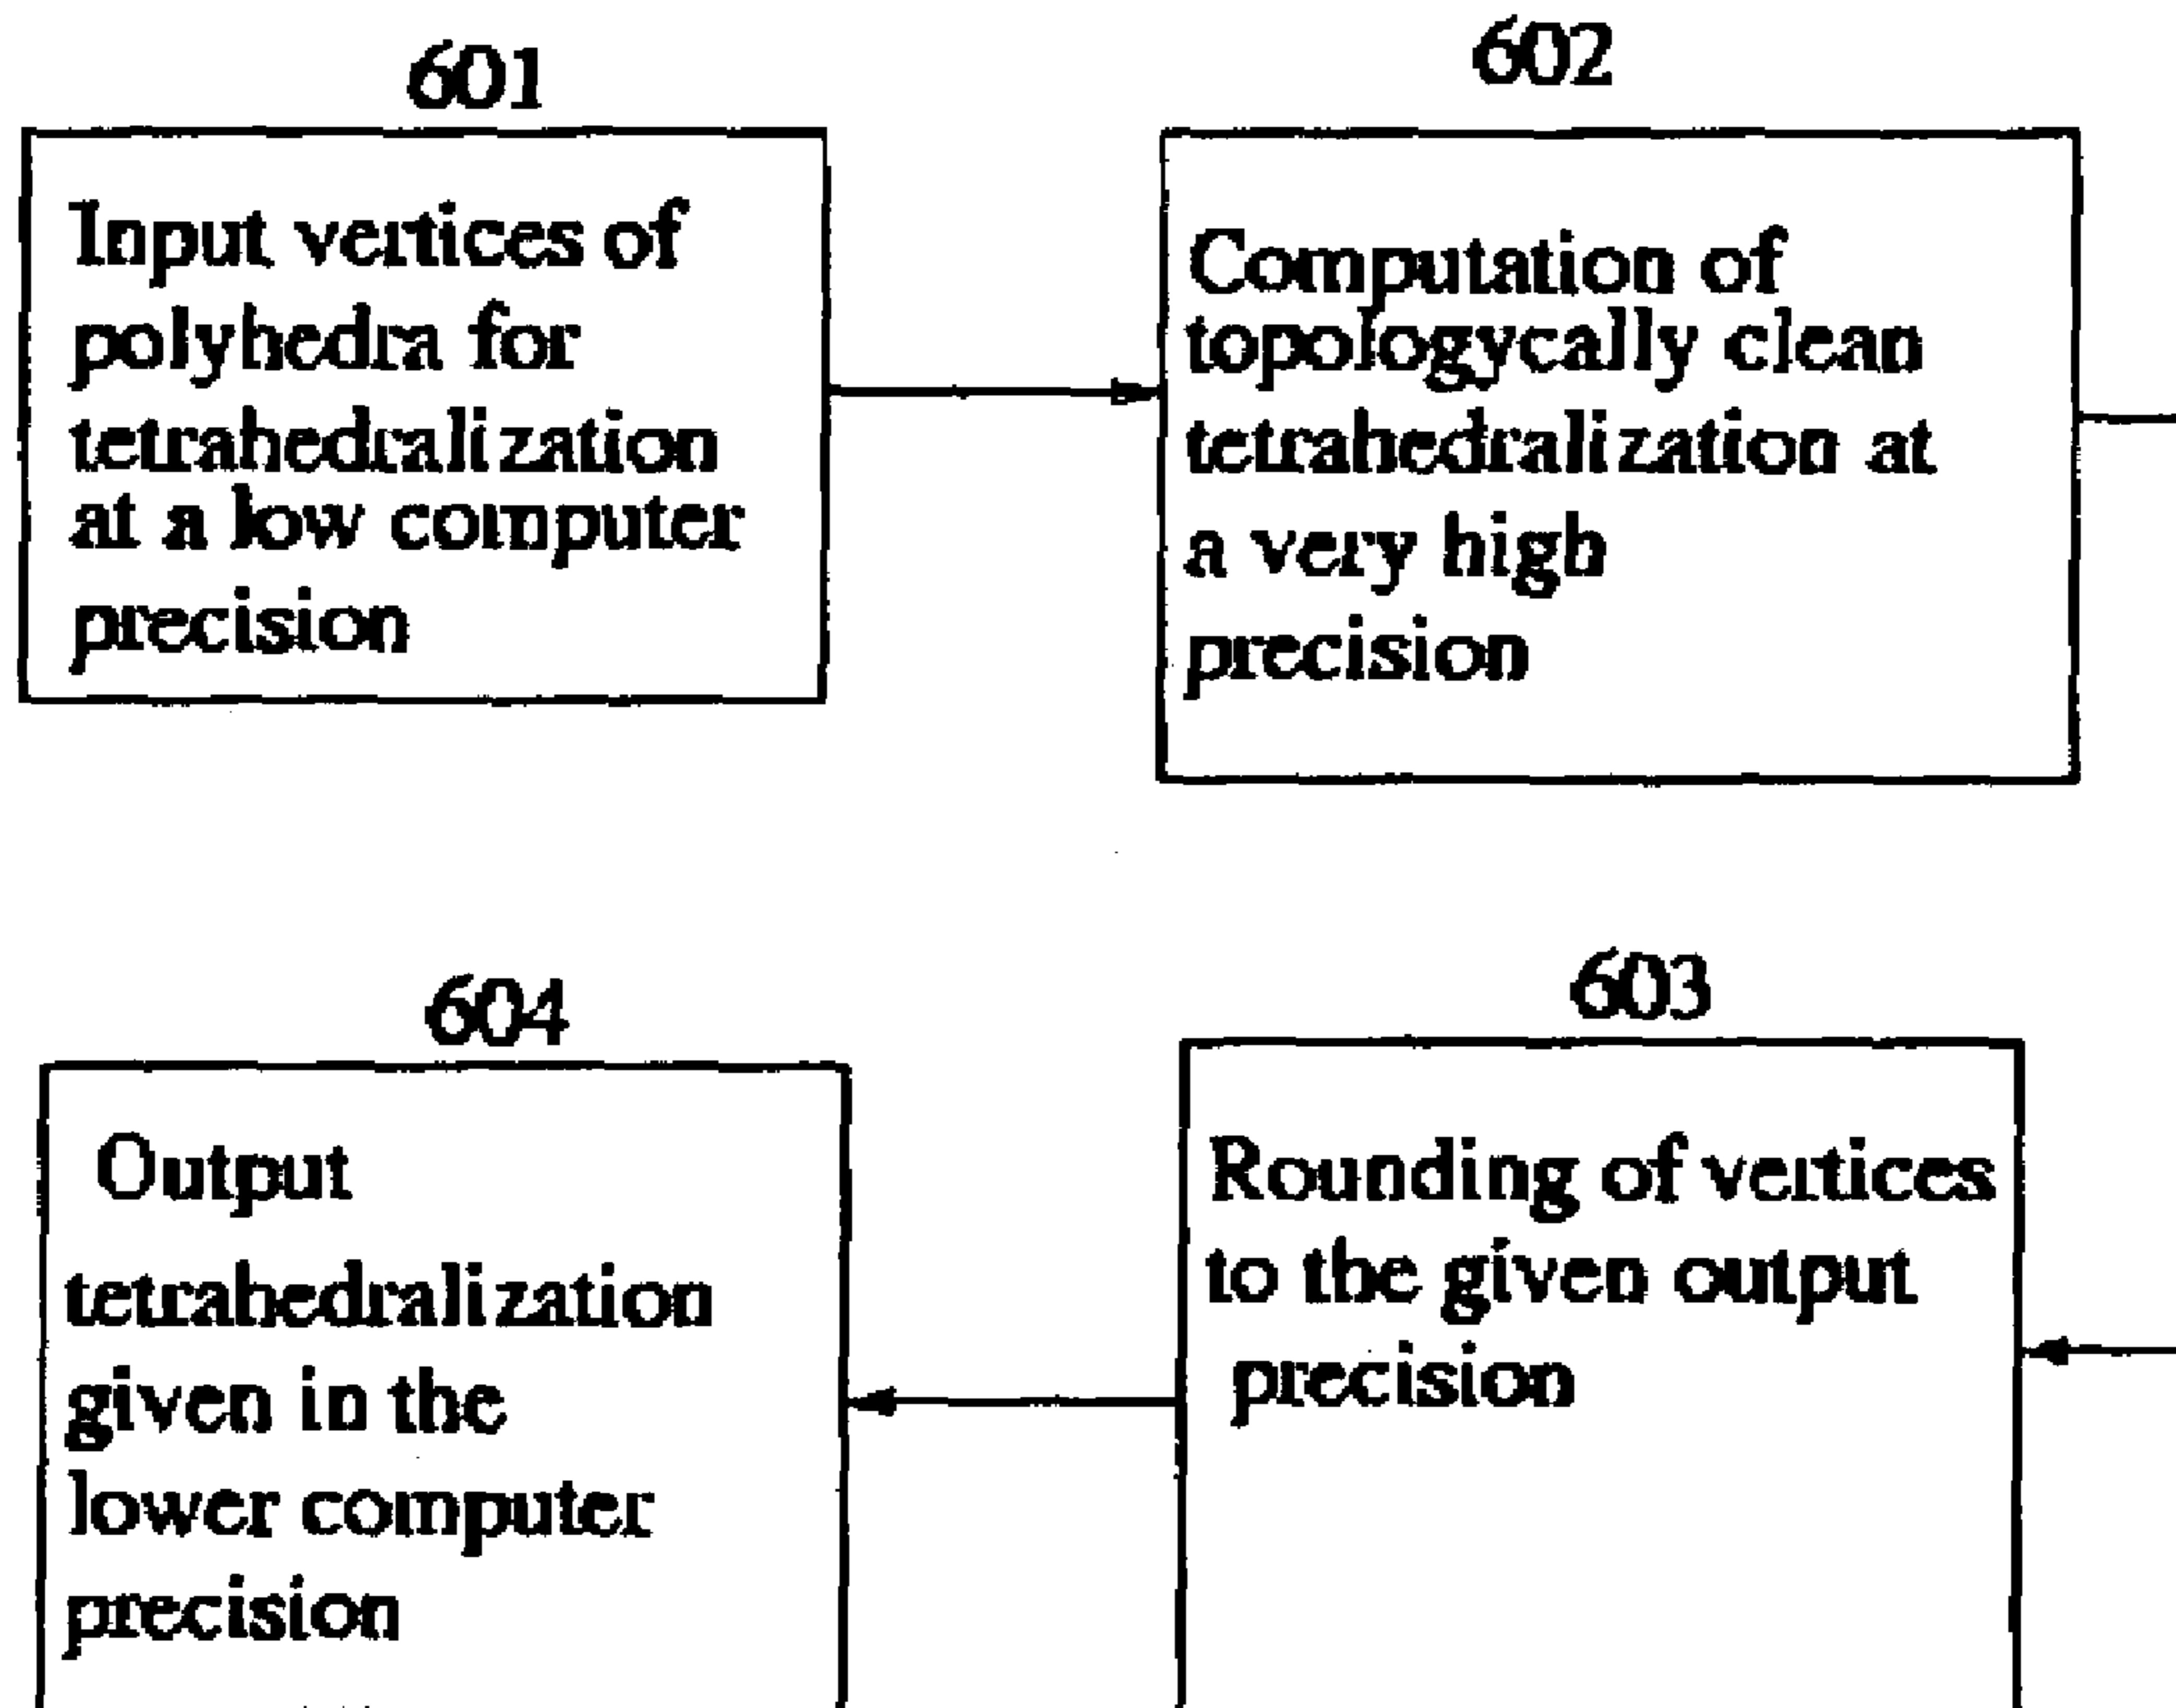 601
Input vertices of
polyhedra for
tetrahedralization
at a low computer
precision
602
Computation of
topologycally clean
tetrahedralization at
a very high
precision
603
Rounding of vertices
to the given output
precision
604
Output
tetrahedralization
given in the
lower computer
precision